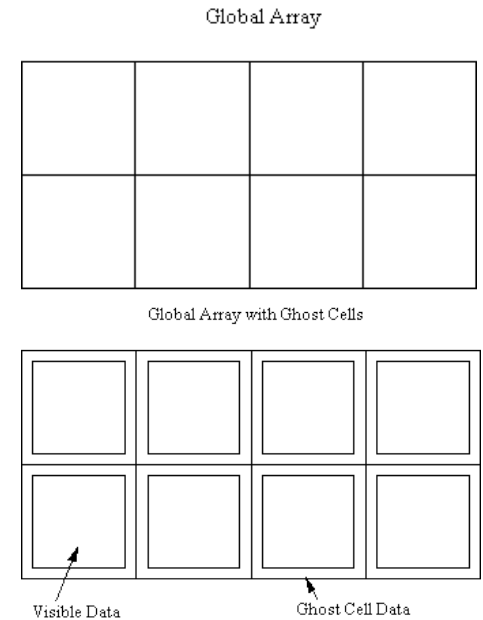 Global Array
Global Array with Ghost Cells
Visible Data
Ghost Cell Data